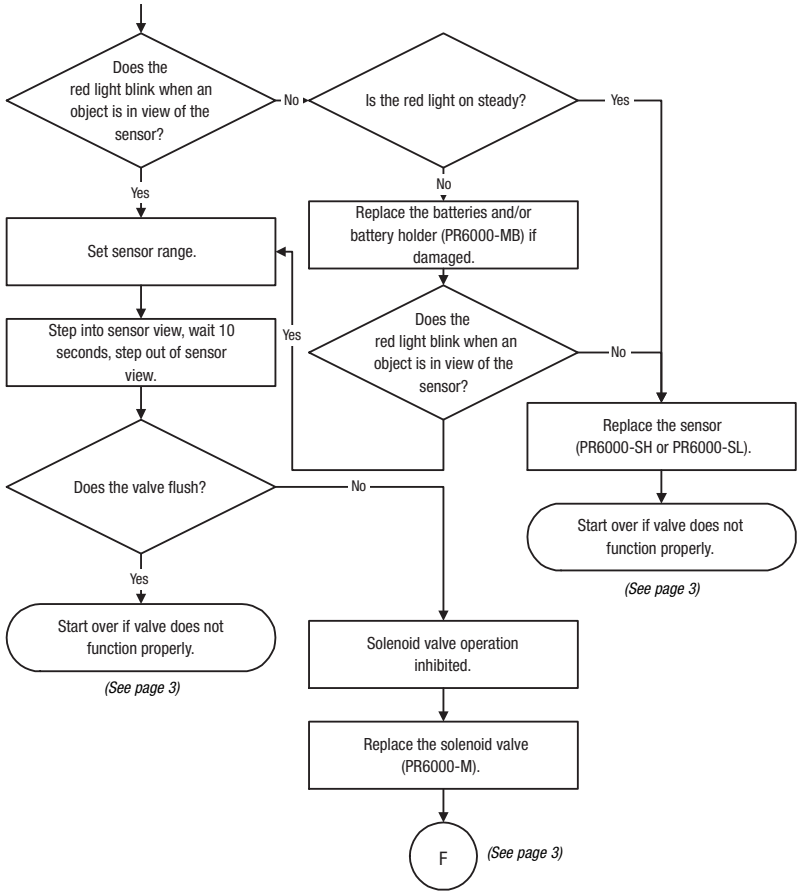 Does the
red light blink when an
object is in view of the
sensor?
No
Is the red light on steady?
Yes
Yes
No
Set sensor range.
Replace the batteries and/or
battery holder (PR6000-MB) if
damaged.
Step into sensor view, wait 10
seconds, step out of sensor
view.
Yes
Does the
red light blink when an
object is in view of the
sensor?
No
Replace the sensor
(PR6000-SH or PR6000-SL).
Does the valve flush?
No
Start over if valve does not
function properly.
(See page 3)
Yes
Start over if valve does not
function properly.
(See page 3)
Solenoid valve operation
inhibited.
Replace the solenoid valve
(PR6000-M).
F
(See page 3)